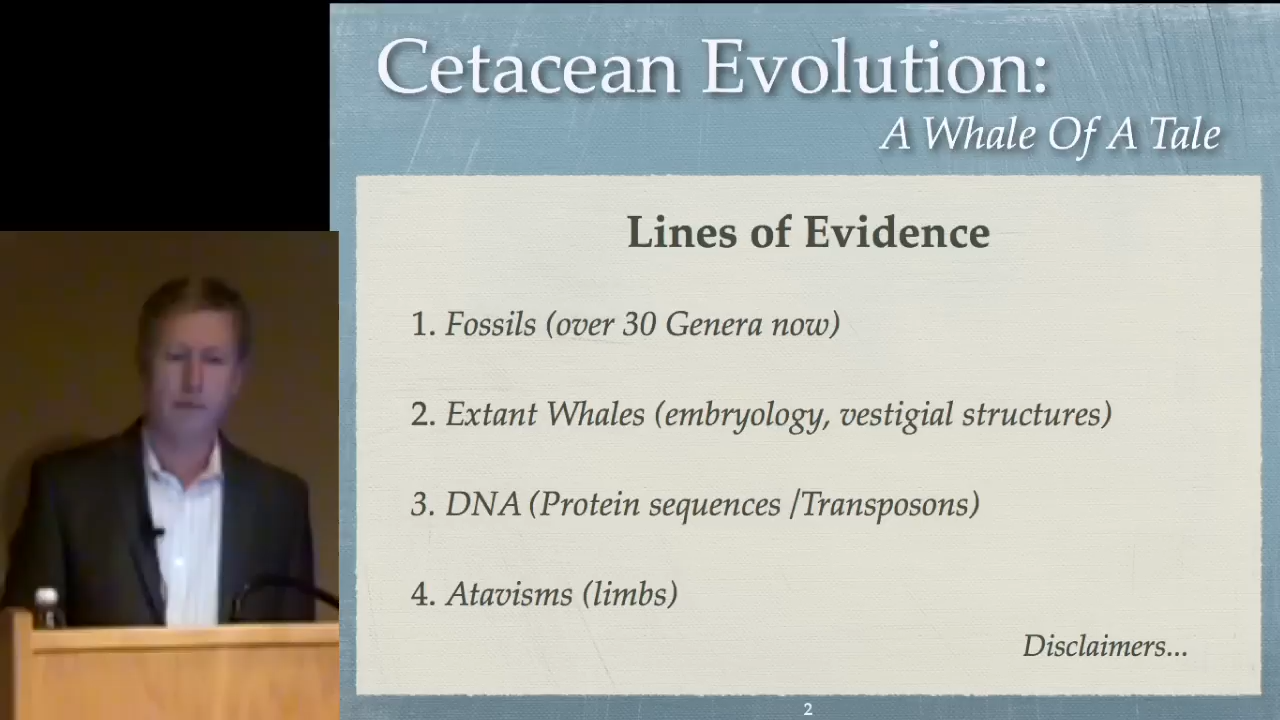 Cetacean Evolution:
A Whale Of A Tale
Lines of Evidence
1. Fossils (over 30 Genera now)
2. Extant Whales (embryology, vestigial structures)
3. DNA (Protein sequences /Transposons)
4. Atavisms (limbs)
Disclaimers...
2